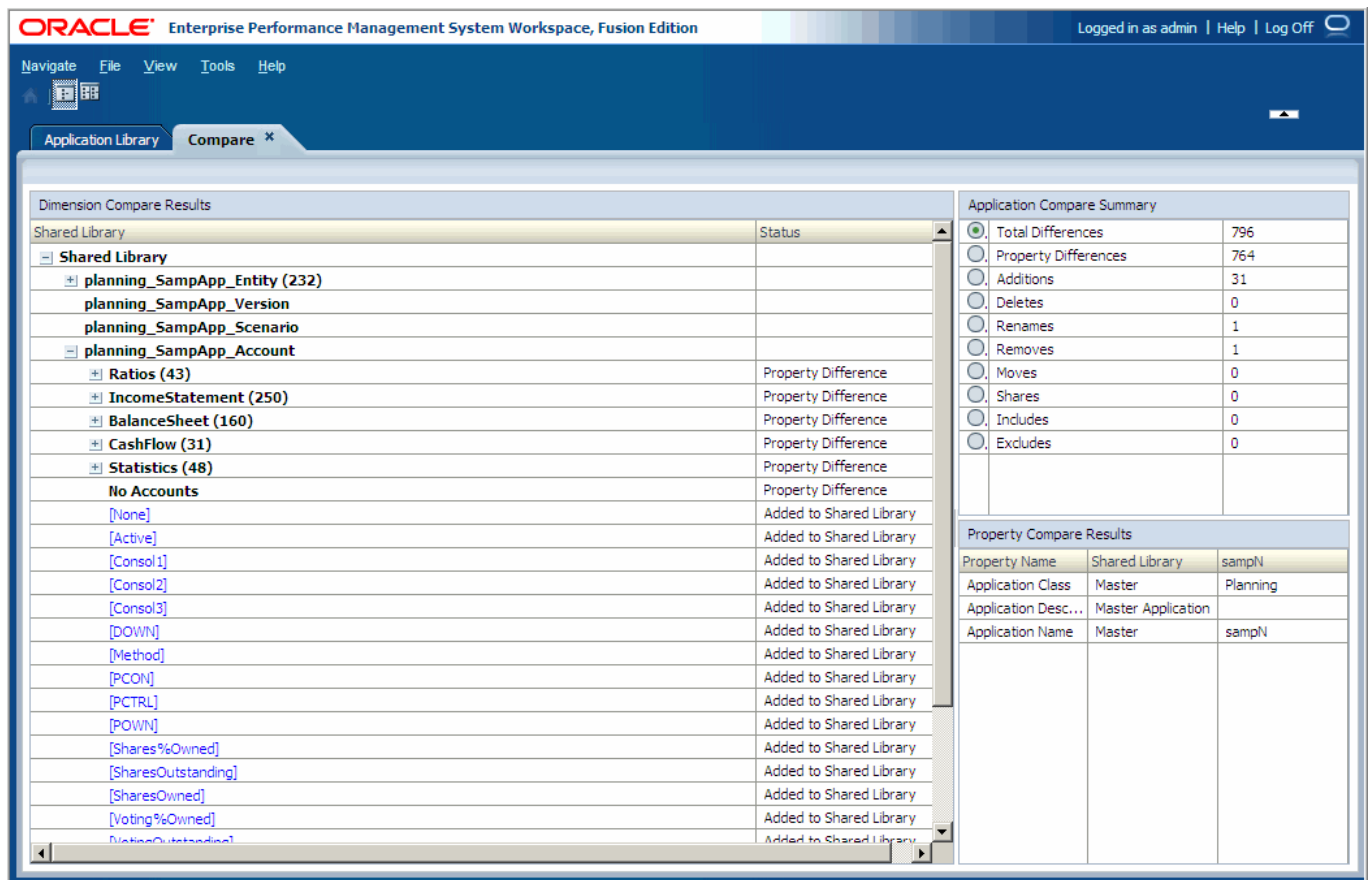 ORACLE Enterprise Performance Management System Workspace, Fusion Edition Logged in as admin | Help | Log Off
Navigate File View Tools Help
Application Library Compare ×
Dimension Compare Results
Shared Library Status
Shared Library
planning_SampApp_Entity (232)
planning_SampApp_Version
planning_SampApp_Scenario
planning_SampApp_Account
Ratios (43) Property Difference
IncomeStatement (250) Property Difference
BalanceSheet (160) Property Difference
CashFlow (31) Property Difference
Statistics (48) Property Difference
No Accounts Property Difference
[None] Added to Shared Library
[Active] Added to Shared Library
[Consol1] Added to Shared Library
[Consol2] Added to Shared Library
[Consol3] Added to Shared Library
[DOWN] Added to Shared Library
[Method] Added to Shared Library
[PCON] Added to Shared Library
[PCTRL] Added to Shared Library
[POWN] Added to Shared Library
[Shares%Owned] Added to Shared Library
[SharesOutstanding] Added to Shared Library
[SharesOwned] Added to Shared Library
[Voting%Owned] Added to Shared Library
[VotingOutstanding] Added to Shared Library
Application Compare Summary
Total Differences 796
Property Differences 764
Additions 31
Deletes 0
Renames 1
Removes 1
Moves 0
Shares 0
Includes 0
Excludes 0
Property Compare Results
Property Name Shared Library sampN
Application Class Master Planning
Application Desc... Master Application
Application Name Master sampN